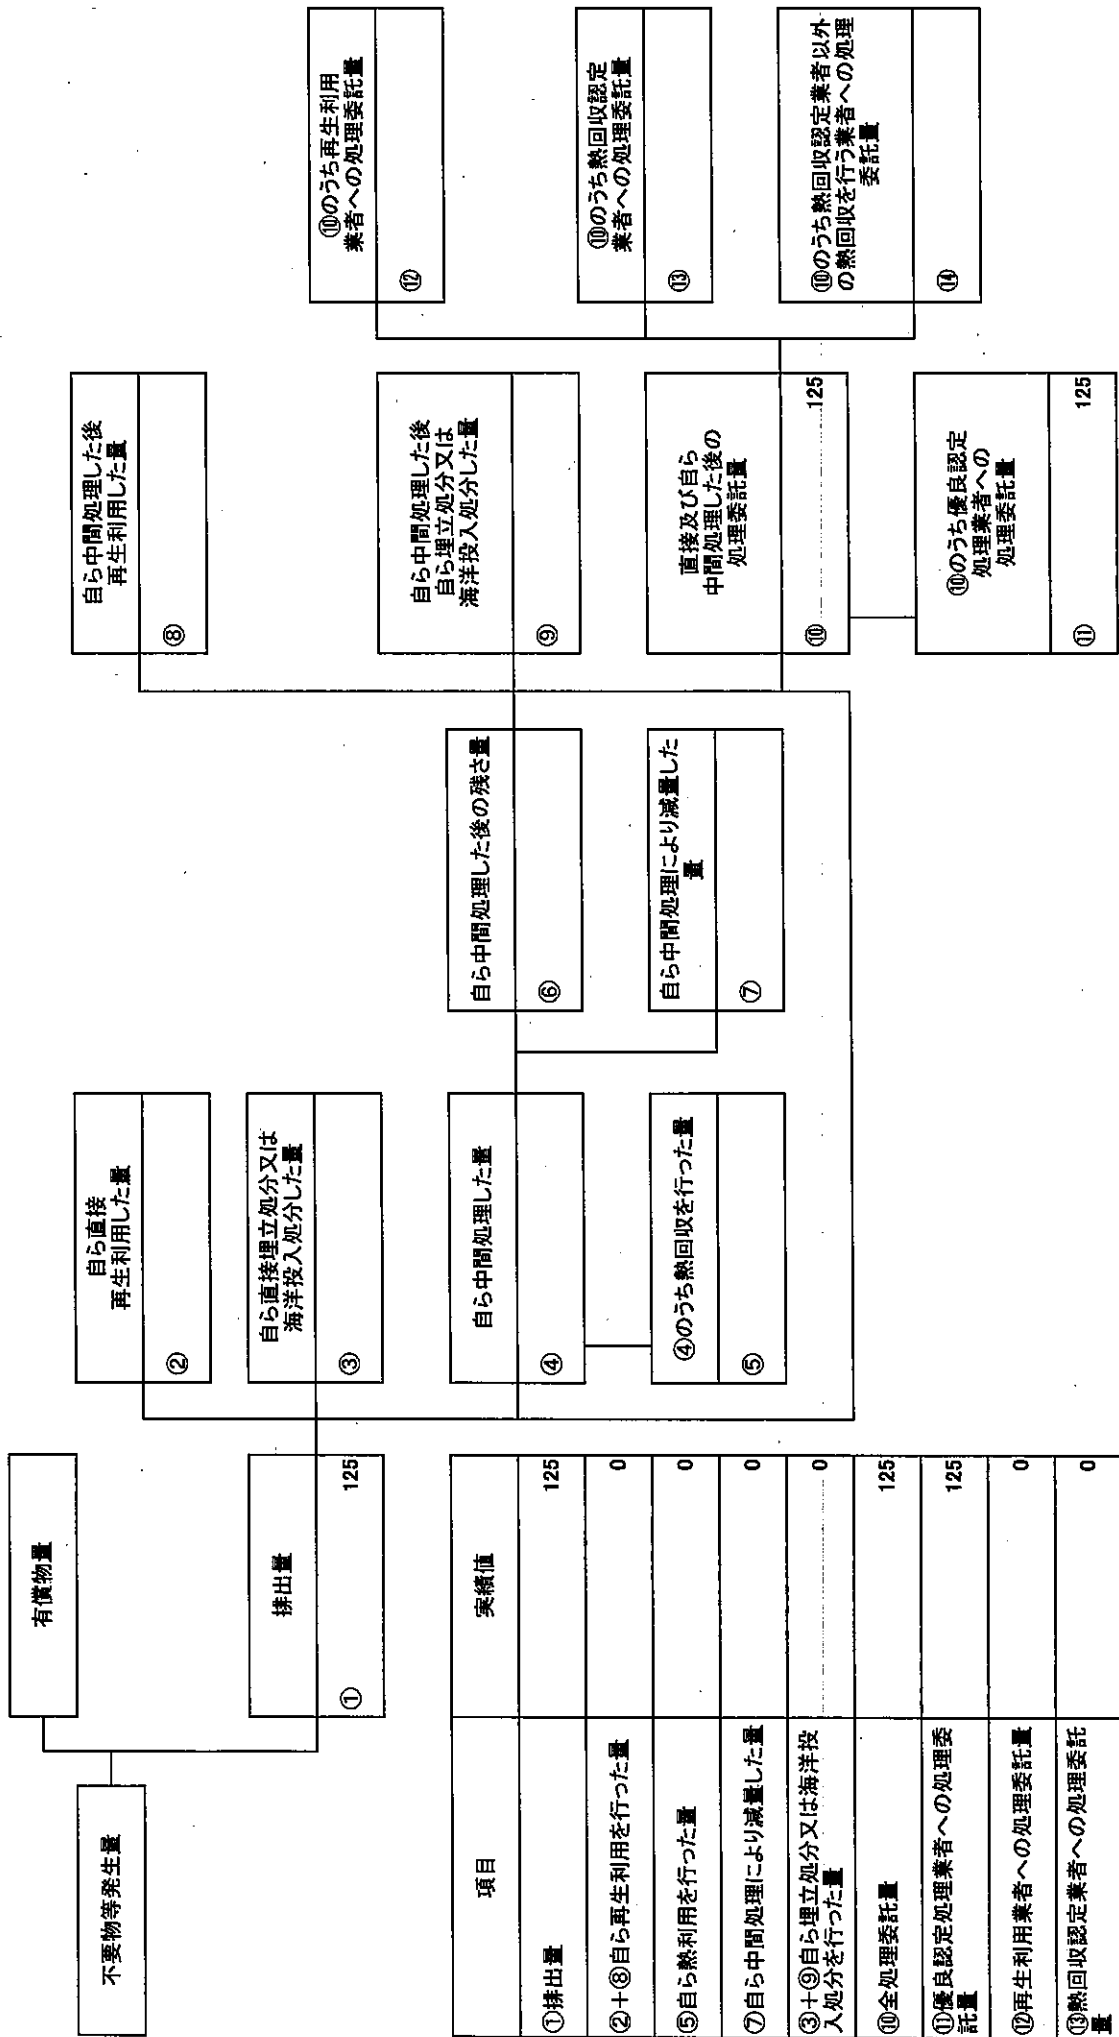 不要物等発生量
有償物量
排出量
① 125
自ら直接
再生利用した量
②
自ら直接埋立処分又は
海洋投入処分した量
③
自ら中間処理した量
④
④のうち熱回収を行った量
⑤
自ら中間処理した後の残さ量
⑥
自ら中間処理により減量した
量
⑦
自ら中間処理した後
再生利用した量
⑧
自ら中間処理した後
自ら埋立処分又は
海洋投入処分した量
⑨
直接及び自ら
中間処理した後の
処理委託量
⑩ 125
⑩のうち優良認定
処理業者への
処理委託量
⑪ 125
⑩のうち再生利用
業者への処理委託量
⑫
⑩のうち熱回収認定
業者への処理委託量
⑬
⑩のうち熱回収認定業者以外
の熱回収を行う業者への処理
委託量
⑭
項目 実績値
①排出量 125
②+⑧自ら再生利用を行った量 0
⑤自ら熱利用を行った量 0
⑦自ら中間処理により減量した量 0
③+⑨自ら埋立処分又は海洋投
入処分を行った量 0
⑩全処理委託量 125
⑪優良認定処理業者への処理委
託量 125
⑫再生利用業者への処理委託量 0
⑬熱回収認定業者への処理委託
量 0